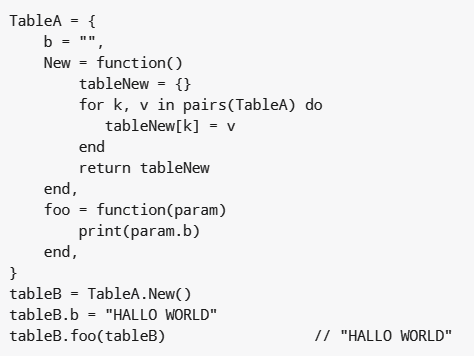 TableA = {
    b = "",
    New = function()
        tableNew = {}
        for k, v in pairs(TableA) do
           tableNew[k] = v
        end
        return tableNew
    end,
    foo = function(param)
        print(param.b)
    end,
}
tableB = TableA.New()
tableB.b = "HALLO WORLD"
tableB.foo(tableB)                 // "HALLO WORLD"